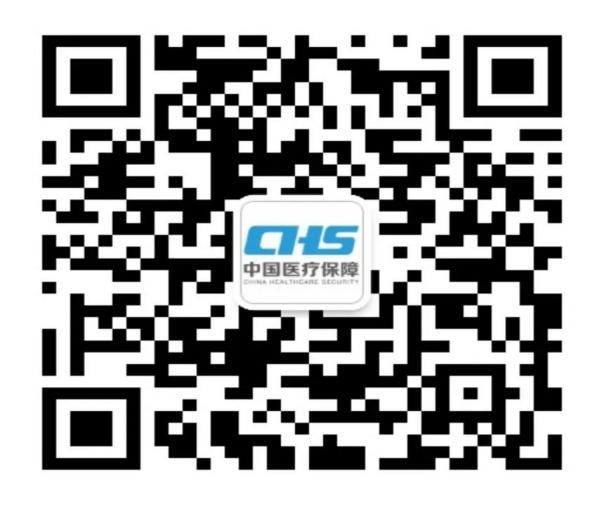 CHS
中国医疗保障
CHINA HEALTHCARE SECURITY